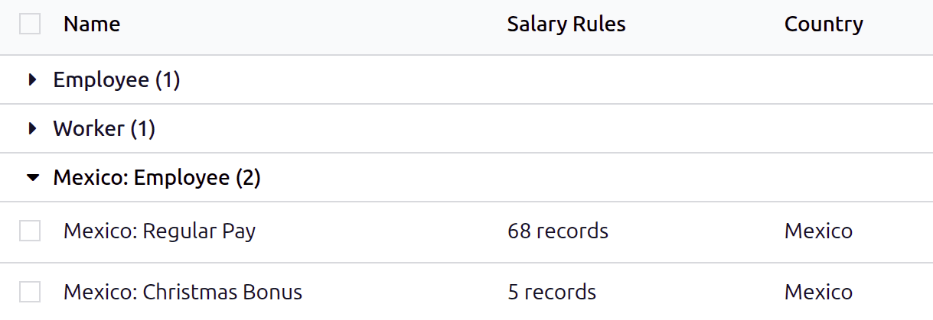 Name Salary Rules Country
Employee (1)
Worker (1)
Mexico: Employee (2)
Mexico: Regular Pay 68 records Mexico
Mexico: Christmas Bonus 5 records Mexico